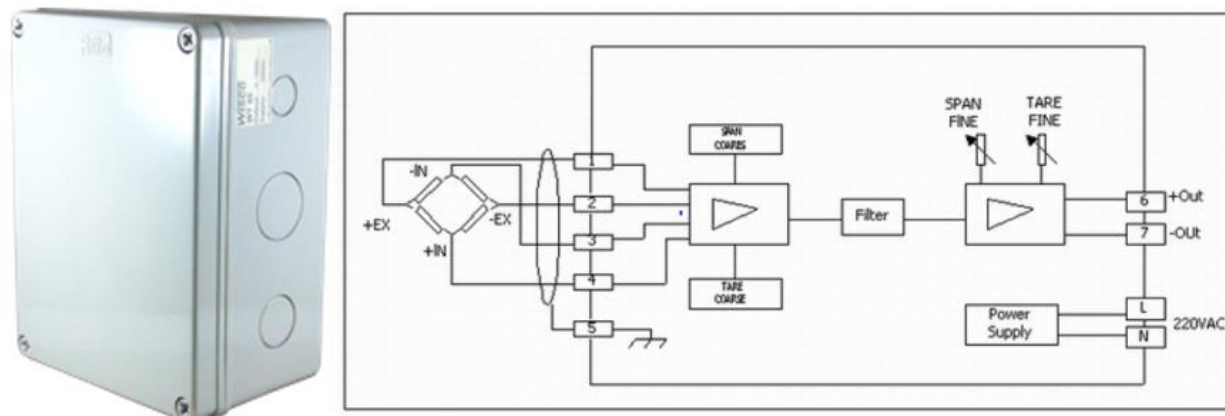 SPAN
COARES
SPAN
FINE
TARE
FINE
1
2
3
4
5
-IN
+EX
-EX
+IN
Filter
TARE
COARSE
6
+Out
7
-OUt
Power
Supply
L
N
220VAC